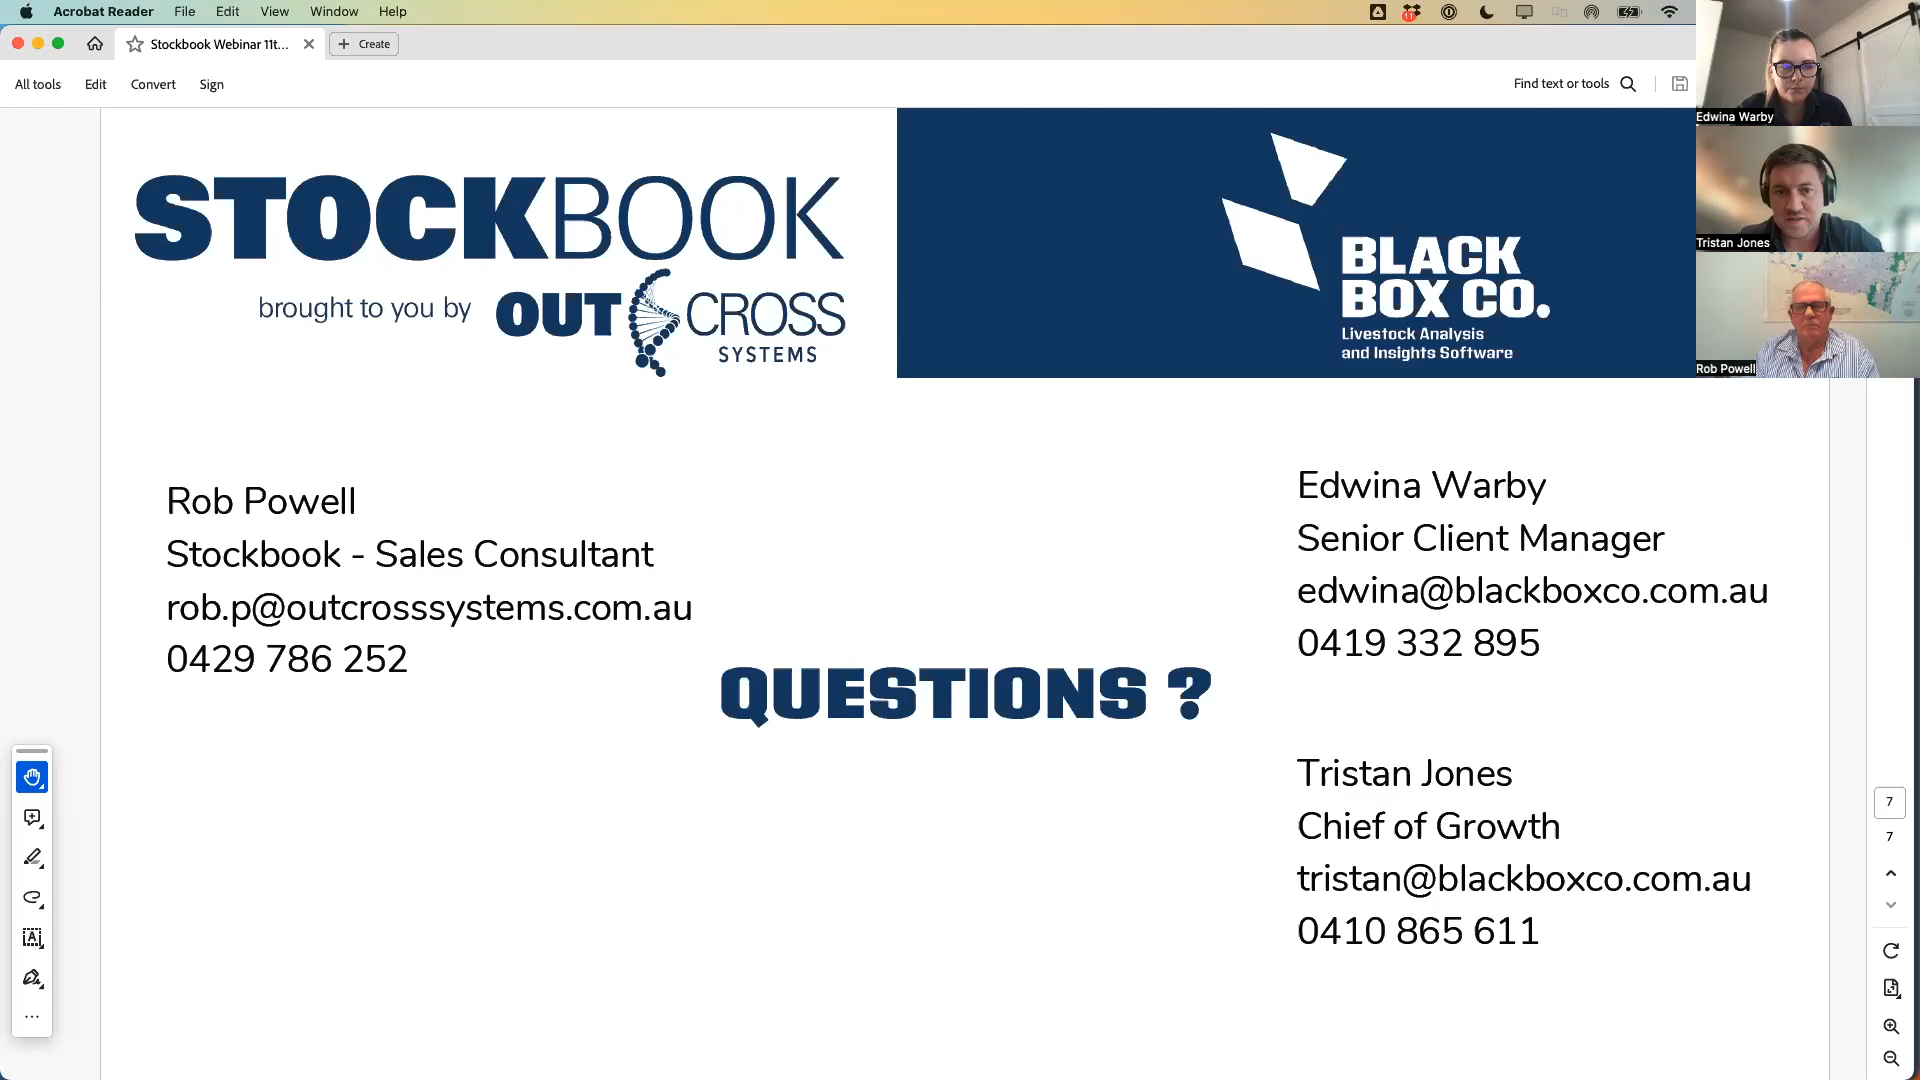 Acrobat Reader File Edit View Window Help
11
Stockbook Webinar 11t...
Create
All tools Edit Convert Sign
Find text or tools
Edwina Warby
Tristan Jones
Rob Powell
STOCKBOOK
brought to you by OUTCROSS
SYSTEMS
BLACK
BOX CO.
Livestock Analysis
and Insights Software
Rob Powell
Stockbook - Sales Consultant
rob.p@outcrosssystems.com.au
0429 786 252
QUESTIONS ?
Edwina Warby
Senior Client Manager
edwina@blackboxco.com.au
0419 332 895
Tristan Jones
Chief of Growth
tristan@blackboxco.com.au
0410 865 611
7
7